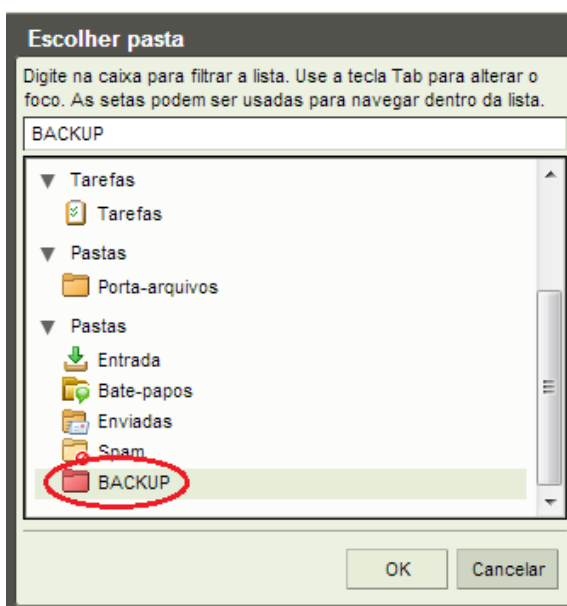 Escolher pasta
Digite na caixa para filtrar a lista. Use a tecla Tab para alterar o
foco. As setas podem ser usadas para navegar dentro da lista.
BACKUP
Tarefas
Tarefas
Pastas
Porta-arquivos
Pastas
Entrada
Bate-papos
Enviadas
Spam
BACKUP
OK Cancelar